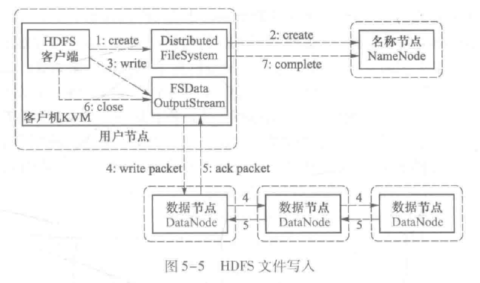 HDFS
客户端
1: create
Distributed
FileSystem
2: create
7: complete
名称节点
NameNode
3: write
FSData
OutputStream
6: close
客户机KVM
用户节点
4: write packet
5: ack packet
数据节点
DataNode
4
5
数据节点
DataNode
4
5
数据节点
DataNode
图 5-5 HDFS 文件写入